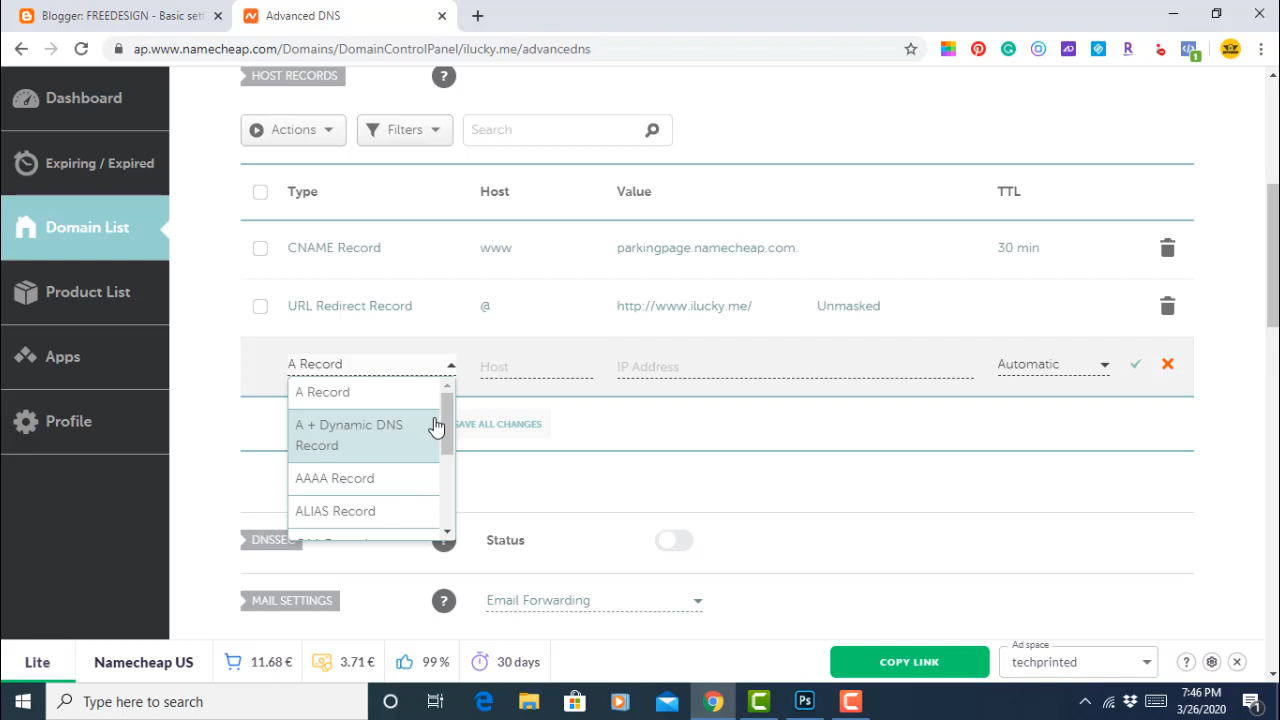 Blogger: FREEDESIGN - Basic sett
Advanced DNS
ap.www.namecheap.com/Domains/DomainControlPanel/ilucky.me/advancedns
1
Dashboard
Expiring / Expired
Domain List
Product List
Apps
Profile
HOST RECORDS
?
Actions
Filters
Search
Type
Host
Value
TTL
CNAME Record
www
parkingpage.namecheap.com.
30 min
URL Redirect Record
@
http://www.ilucky.me/
Unmasked
A Record
Host
IP Address
Automatic
A Record
A + Dynamic DNS
Record
AAAA Record
ALIAS Record
SAVE ALL CHANGES
DNSSEC
Status
MAIL SETTINGS
?
Email Forwarding
Lite
Namecheap US
11.68 €
3.71 €
99 %
30 days
COPY LINK
Ad space
techprinted
?
Type here to search
7:46 PM
3/26/2020
1